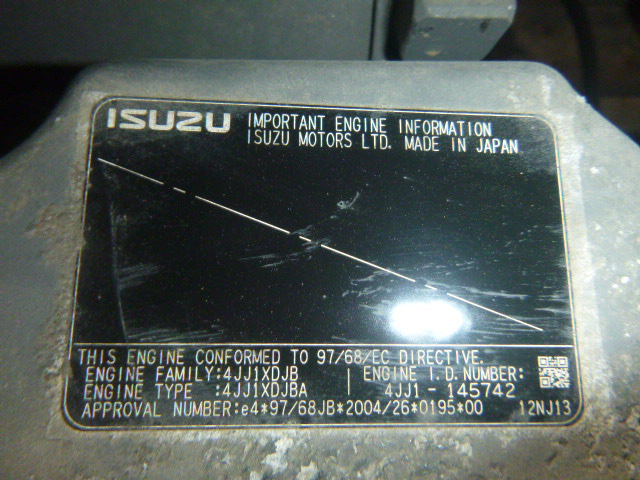 ISUZU IMPORTANT ENGINE INFORMATION
ISUZU MOTORS LTD. MADE IN JAPAN
THIS ENGINE CONFORMED TO 97/68/EC DIRECTIVE.
ENGINE FAMILY:4JJ1XDJB ENGINE I.D.NUMBER:
ENGINE TYPE :4JJ1XDJBA 4JJ1-145742
APPROVAL NUMBER:e4*97/68JB*2004/26*0195*00 12NJ13